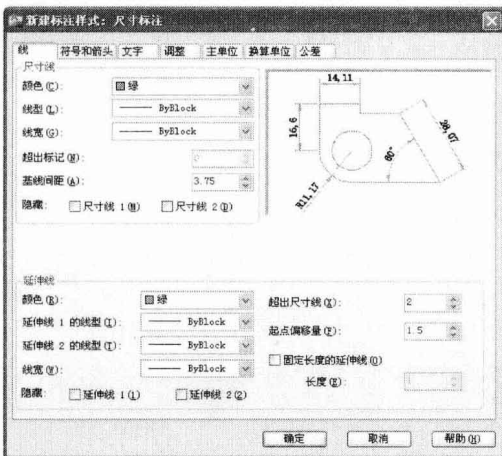 新建标注样式: 尺寸标注
线 符号和箭头 文字 调整 主单位 换算单位 公差
尺寸线
颜色(C): 绿
线型(L): ByBlock
线宽(G): ByBlock
超出标记(N): 0
基线间距(A): 3.75
隐藏: 尺寸线 1(M) 尺寸线 2(D)
14,11
16,6
28,07
80°
R11,17
延伸线
颜色(R): 绿
延伸线 1 的线型(I): ByBlock
延伸线 2 的线型(T): ByBlock
线宽(W): ByBlock
隐藏: 延伸线 1(1) 延伸线 2(2)
超出尺寸线(X): 2
起点偏移量(F): 1.5
固定长度的延伸线(O)
长度(E): 1
确定 取消 帮助(H)